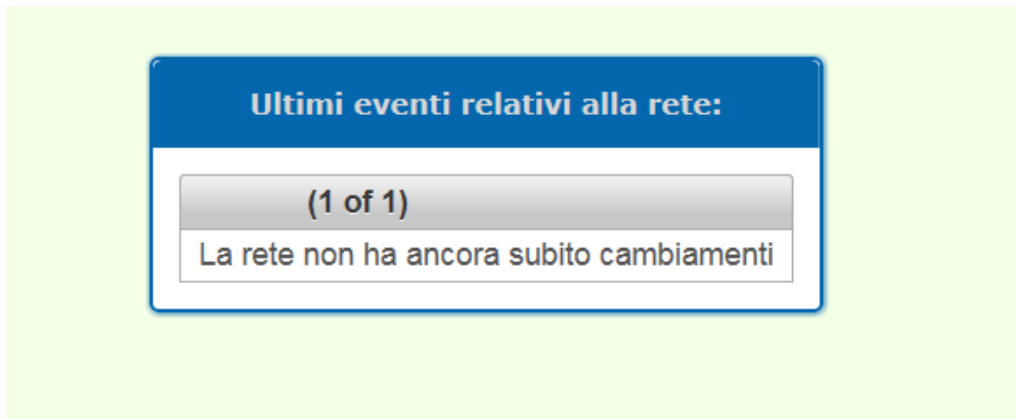 Ultimi eventi relativi alla rete:
(1 of 1)
La rete non ha ancora subito cambiamenti